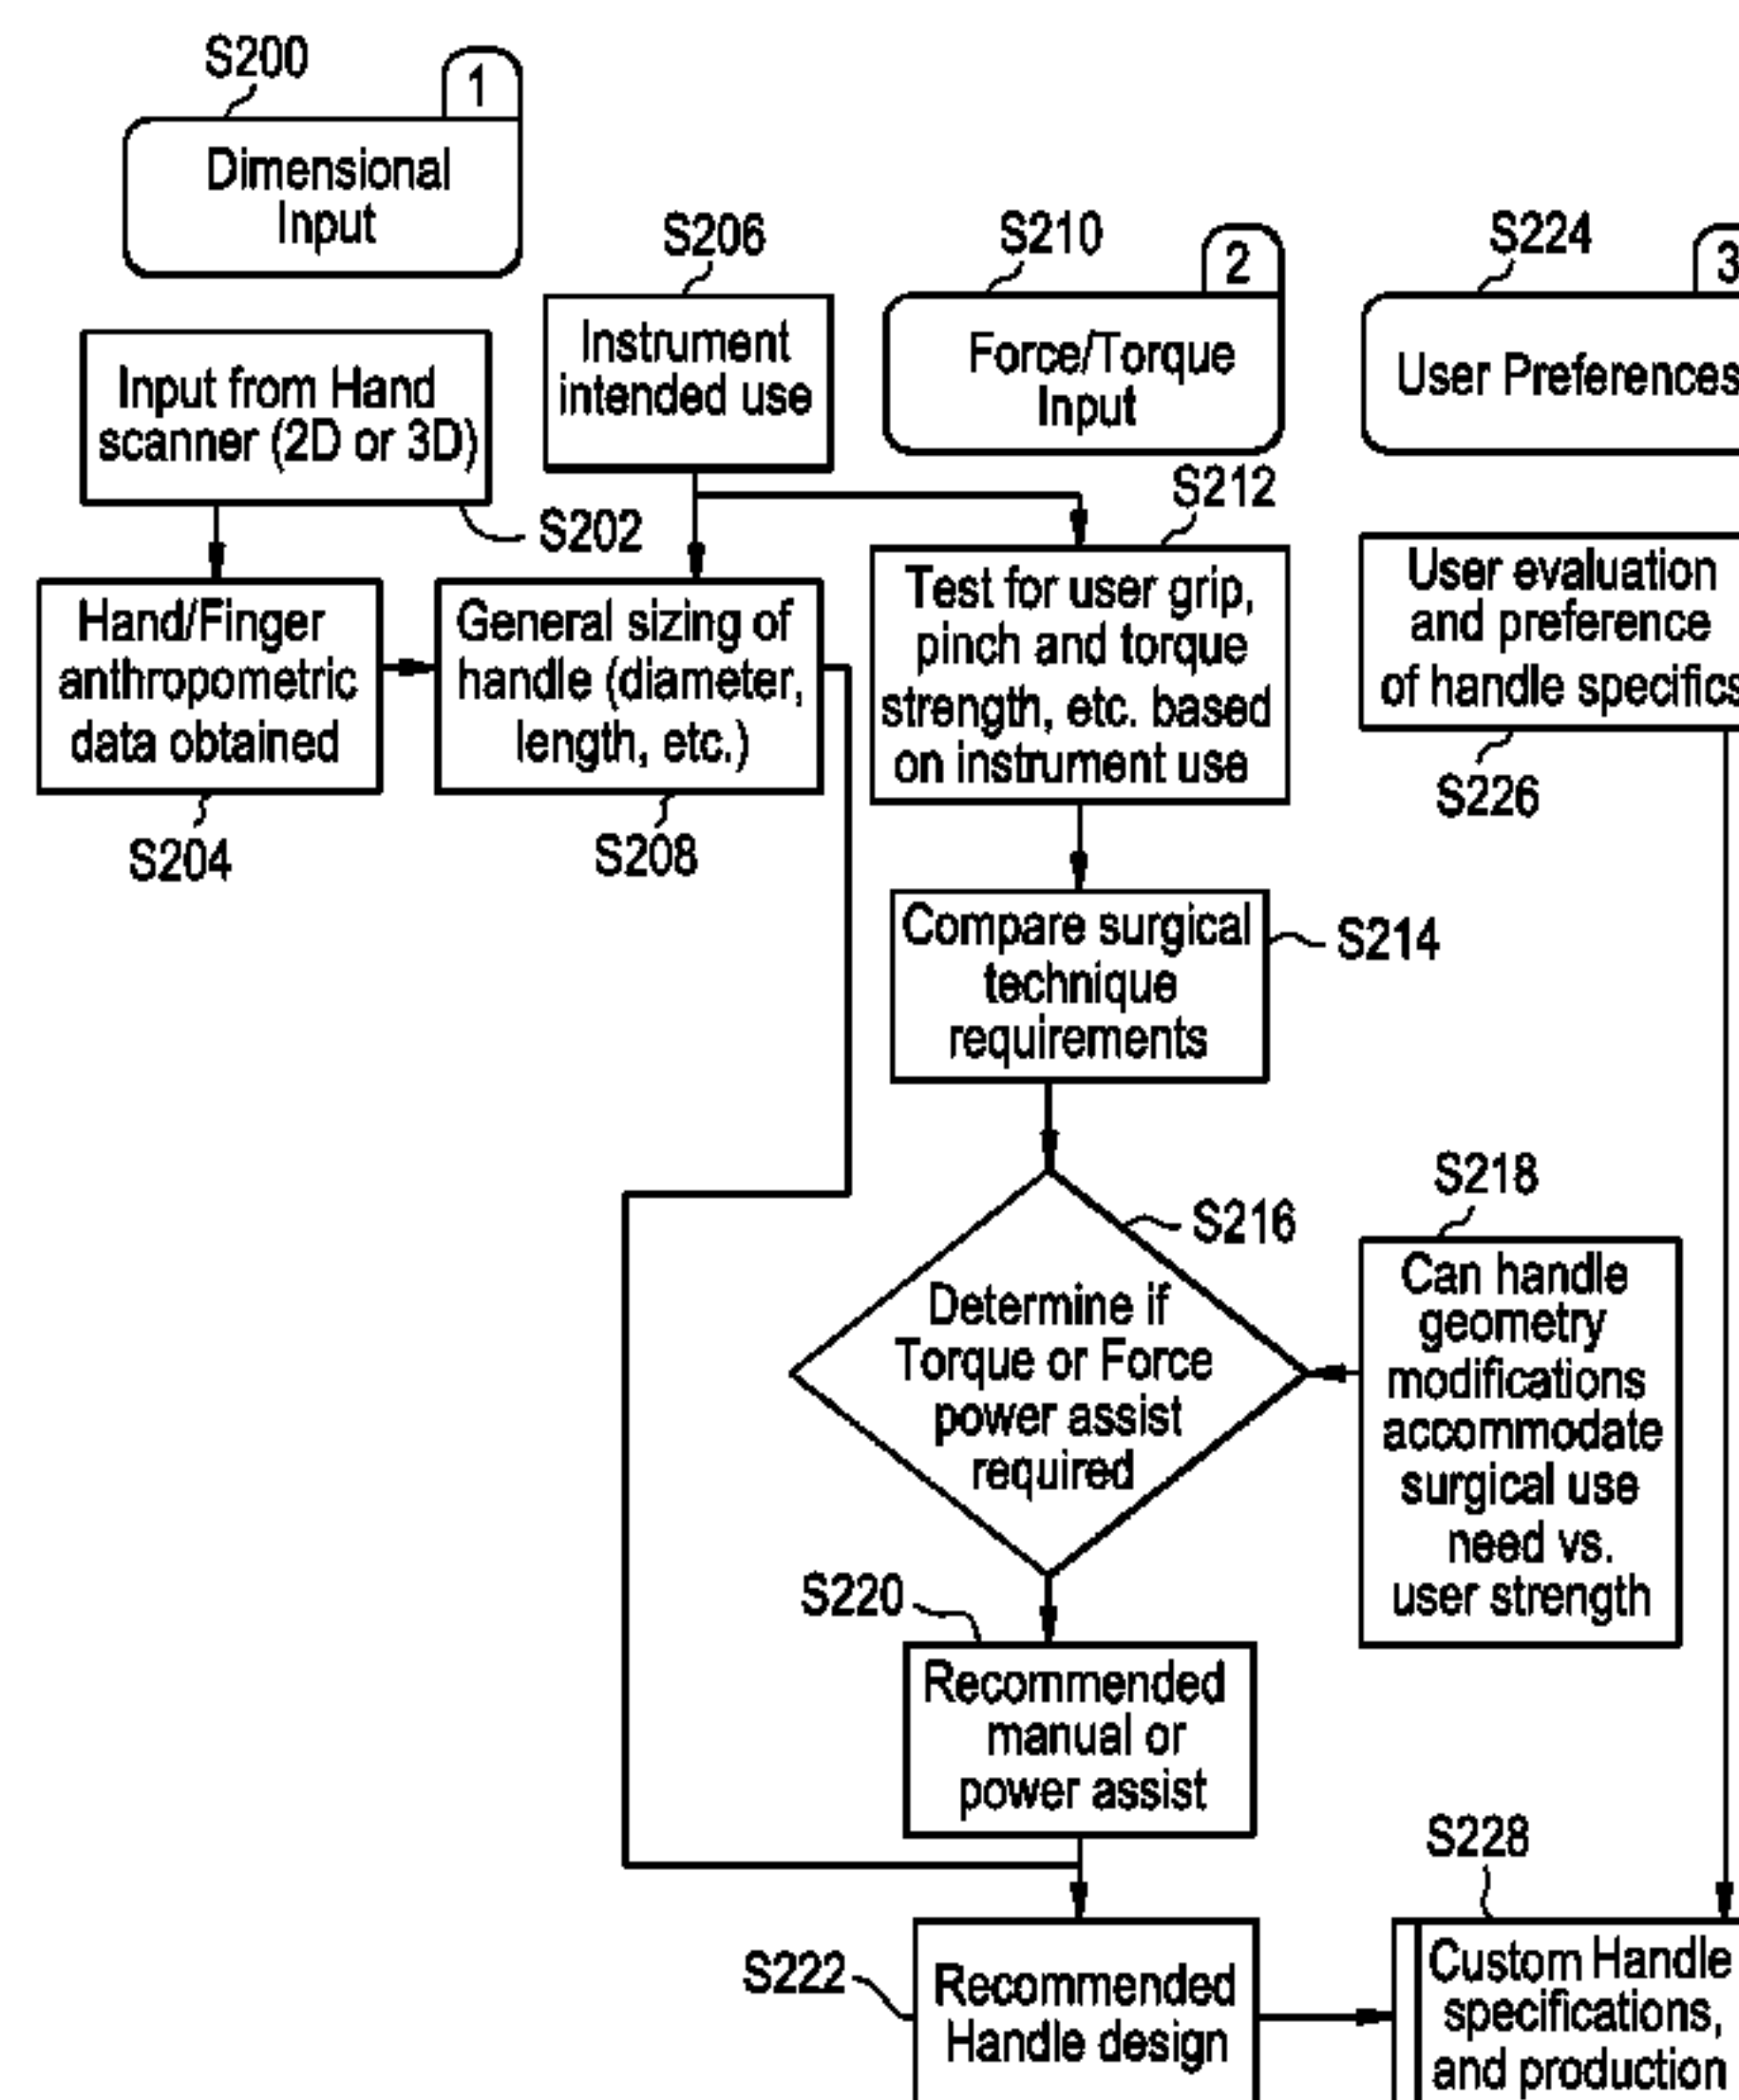 S200
1
Dimensional
Input
S206
Instrument
intended use
S210
2
Force/Torque
Input
S224
3
User Preferences
Input from Hand
scanner (2D or 3D)
S202
Hand/Finger
anthropometric
data obtained
S204
General sizing of
handle (diameter,
length, etc.)
S208
S212
Test for user grip,
pinch and torque
strength, etc. based
on instrument use
User evaluation
and preference
of handle specifics
S226
Compare surgical
technique
requirements
S214
S216
Determine if
Torque or Force
power assist
required
S218
Can handle
geometry
modifications
accommodate
surgical use
need vs.
user strength
S220
Recommended
manual or
power assist
S222
Recommended
Handle design
S228
Custom Handle
specifications,
and production